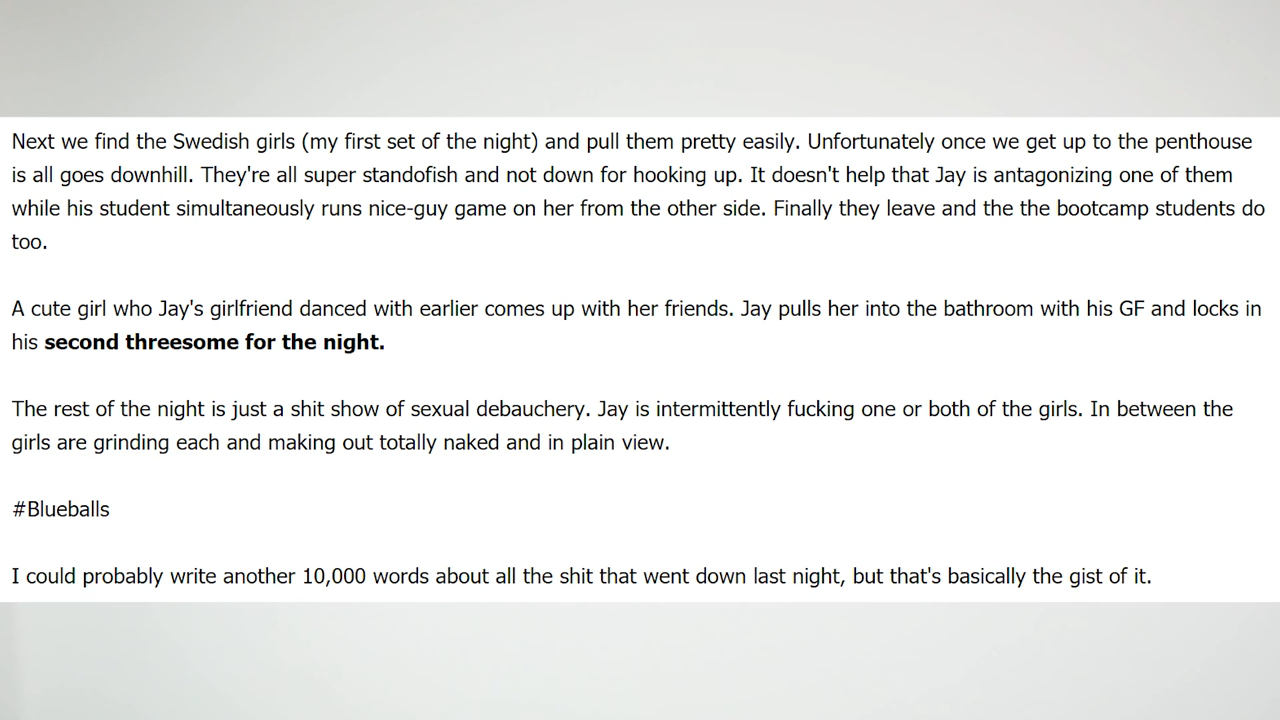 Next we find the Swedish girls (my first set of the night) and pull them pretty easily. Unfortunately once we get up to the penthouse
is all goes downhill. They're all super standofish and not down for hooking up. It doesn't help that Jay is antagonizing one of them
while his student simultaneously runs nice-guy game on her from the other side. Finally they leave and the the bootcamp students do
too.
A cute girl who Jay's girlfriend danced with earlier comes up with her friends. Jay pulls her into the bathroom with his GF and locks in
his second threesome for the night.
The rest of the night is just a shit show of sexual debauchery. Jay is intermittently fucking one or both of the girls. In between the
girls are grinding each and making out totally naked and in plain view.
#Blueballs
I could probably write another 10,000 words about all the shit that went down last night, but that's basically the gist of it.